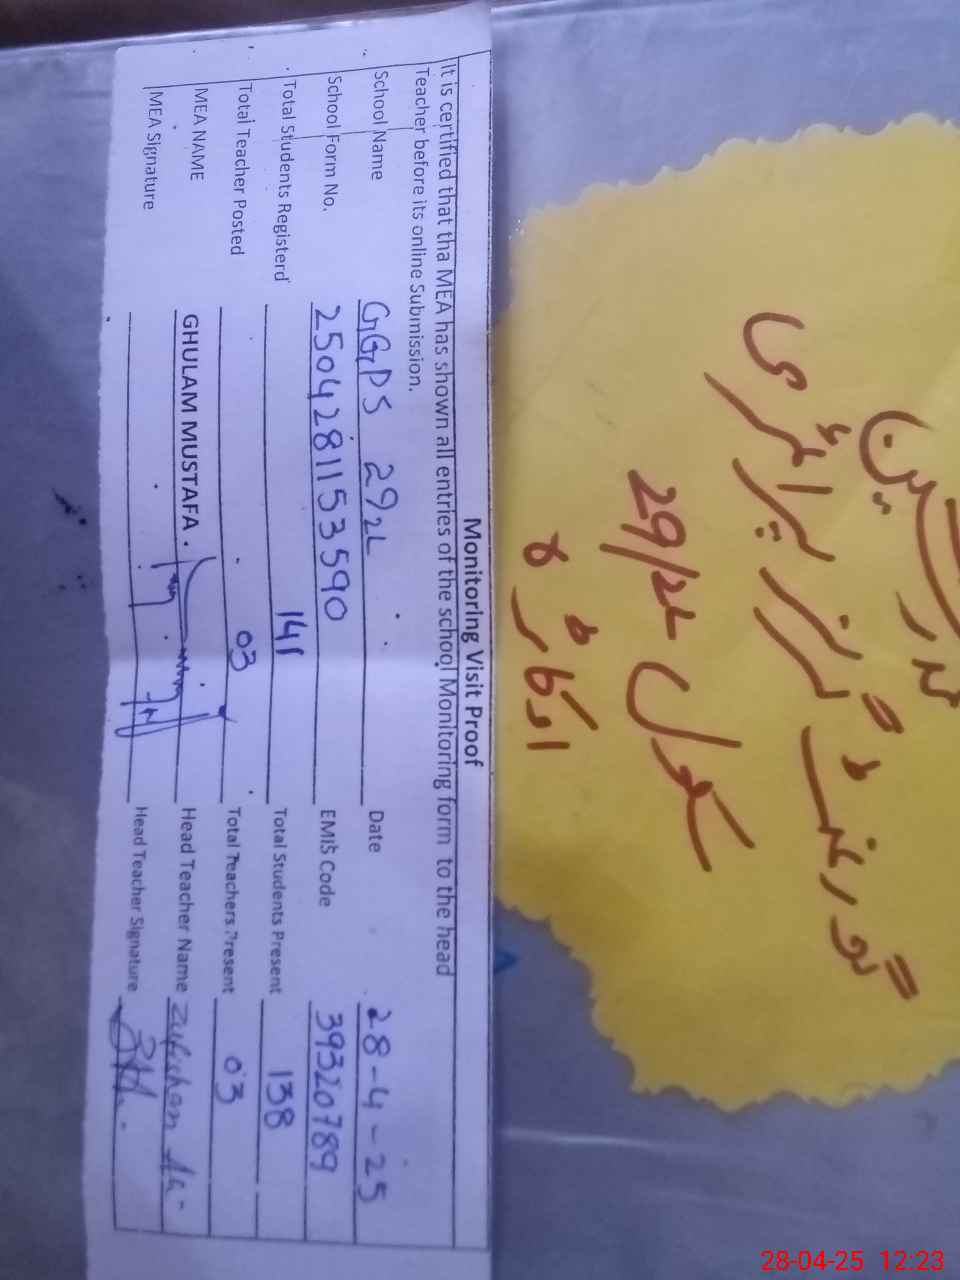 Monitoring Visit Proof
It is certified that tha MEA has shown all entries of the school Monitoring form to the head
Teacher before its online Submission.
School Name GGPS 292L Date 28-4-25
School Form No. 2504281153590 EMIS Code 39320789
Total Students Registerd 141 Total Students Present 138
Total Teacher Posted 03 Total Teachers Present 03
MEA NAME GHULAM MUSTAFA. Head Teacher Name
MEA Signature Head Teacher Signature
گورنمنٹ گرلز پرائمری
سکول 29/2L
اوکاڑہ
28-04-25 12:23